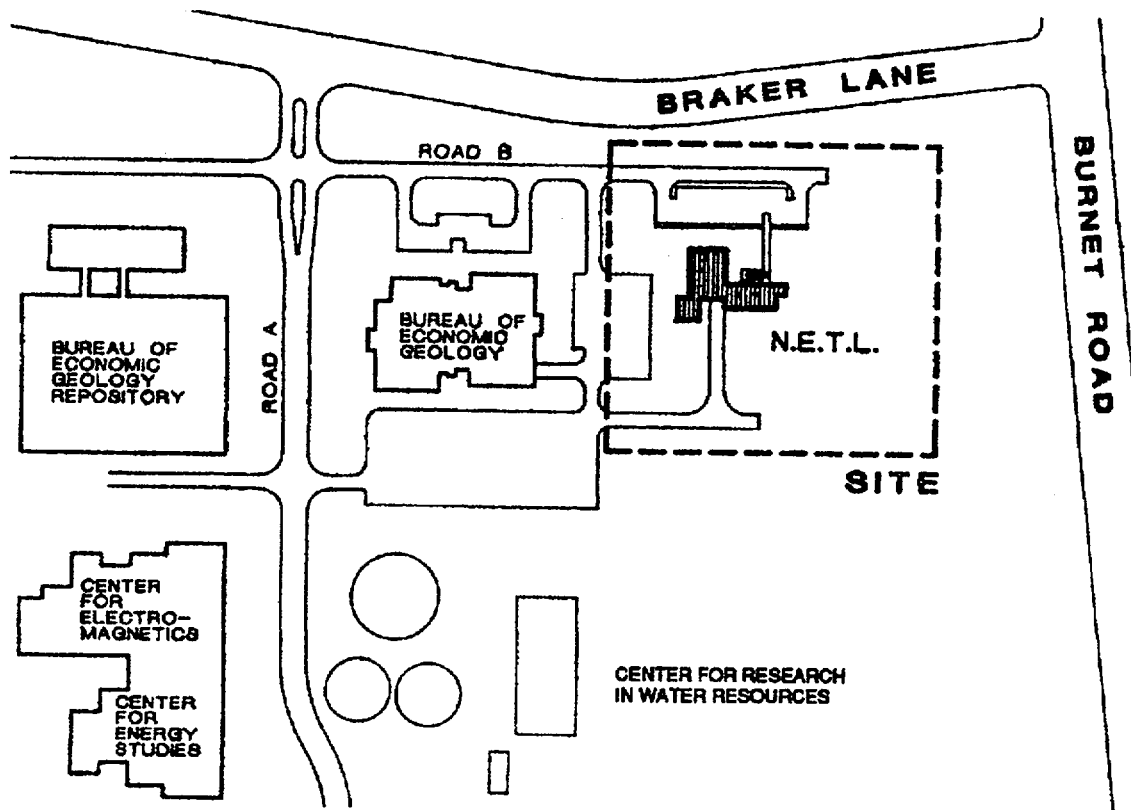 BRAKER LANE
ROAD B
BURNET ROAD
BUREAU OF
ECONOMIC
GEOLOGY
REPOSITORY
ROAD A
BUREAU OF
ECONOMIC
GEOLOGY
N.E.T.L.
SITE
CENTER
FOR
ELECTRO-
MAGNETICS
CENTER
FOR
ENERGY
STUDIES
CENTER FOR RESEARCH
IN WATER RESOURCES